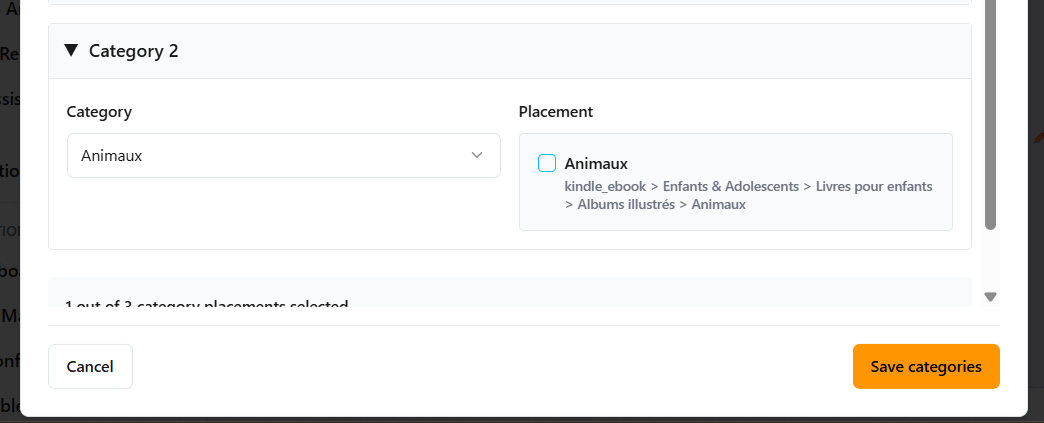 Category 2
Category
Placement
Animaux
Animaux
kindle_ebook > Enfants & Adolescents > Livres pour enfants
> Albums illustrés > Animaux
1 out of 3 category placements selected
Cancel
Save categories